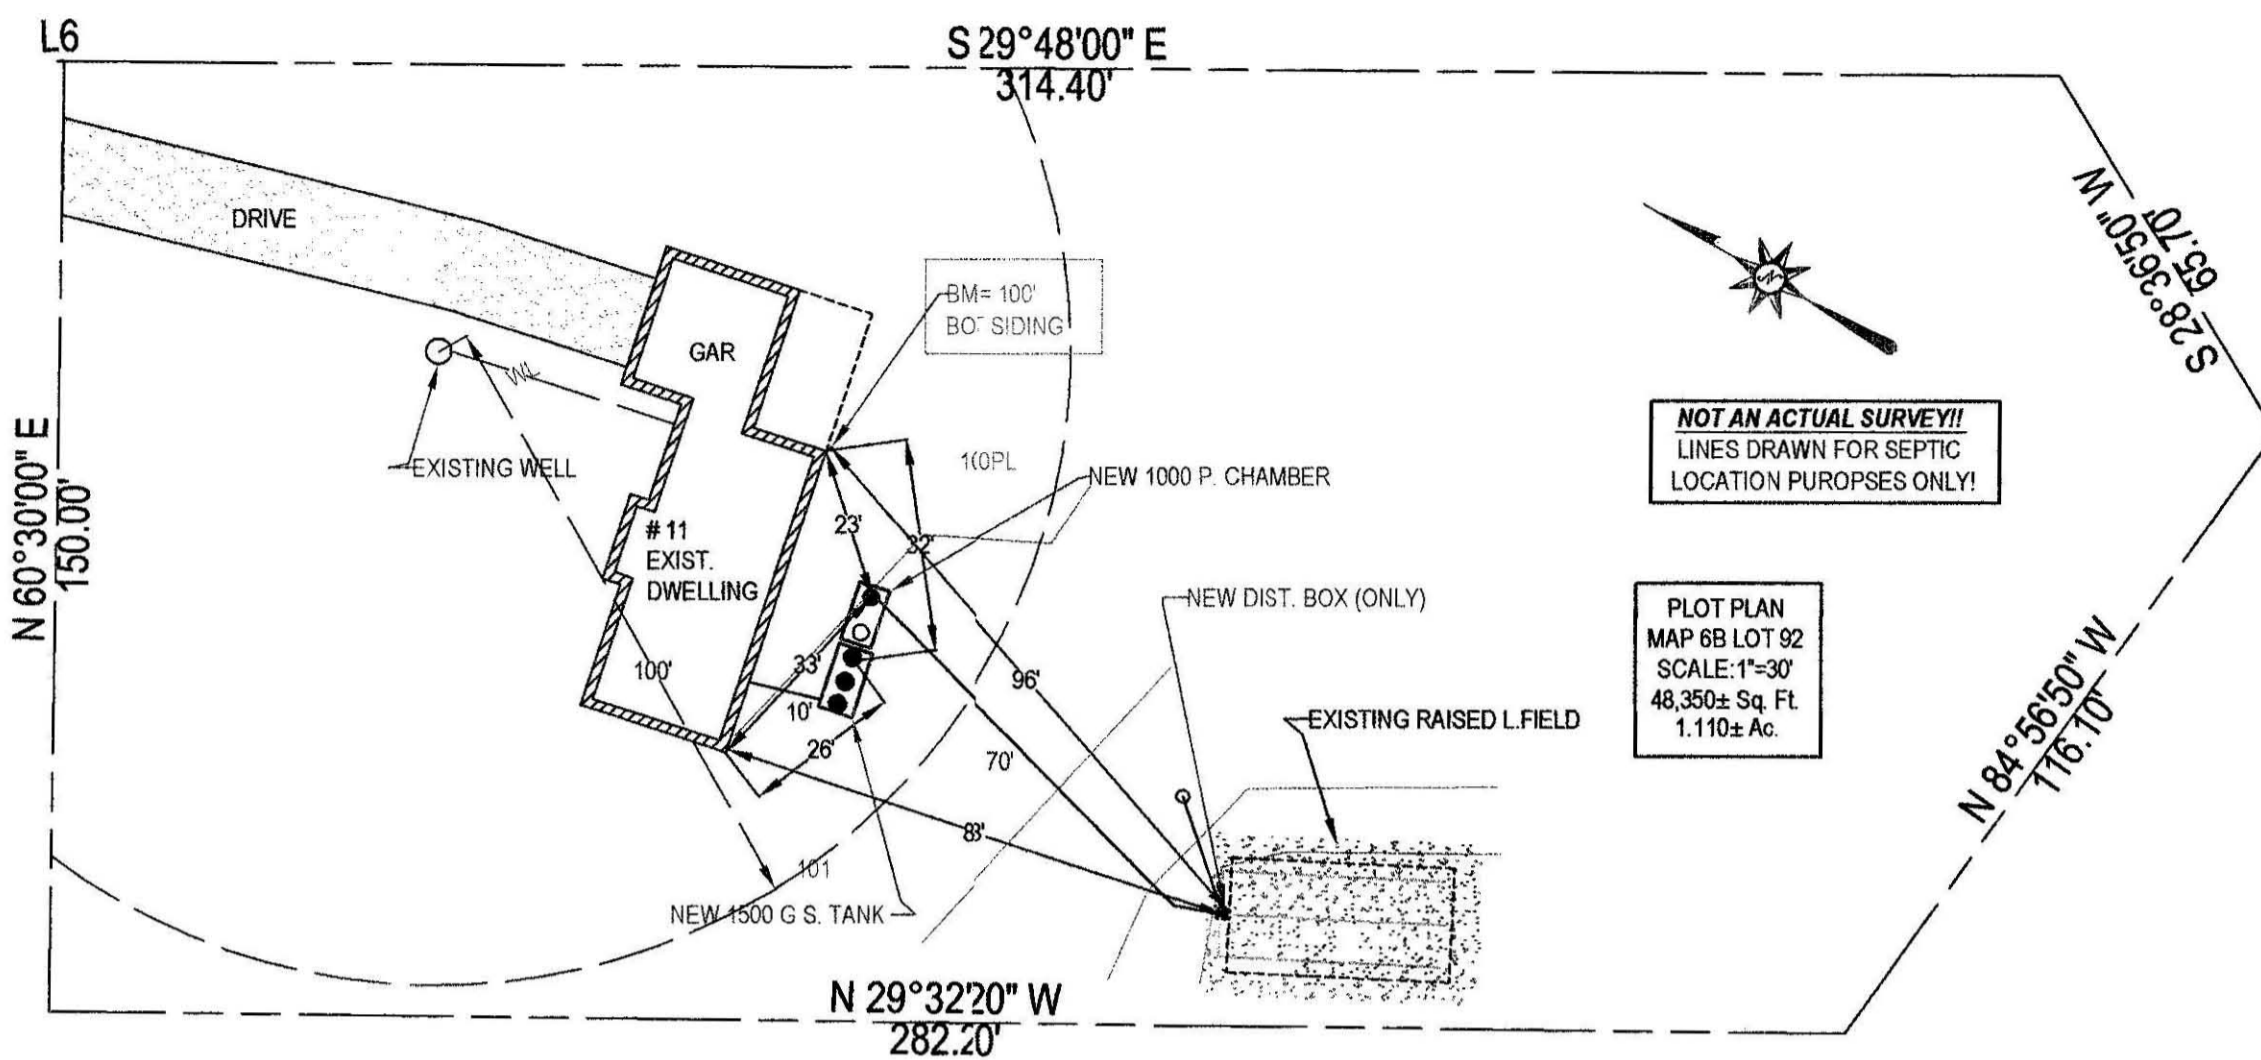 L6
S 29°48'00" E
314.40'
DRIVE
GAR
BM= 100'
BOT SIDING
WL
EXISTING WELL
100PL
NEW 1000 P. CHAMBER
N 60°30'00" E
150.00'
# 11
EXIST.
DWELLING
23'
32'
33'
10'
26'
100'
96'
70'
NEW DIST. BOX (ONLY)
EXISTING RAISED L.FIELD
101
NEW 1500 G S. TANK
N
S 28°36'50" W
65.70'
NOT AN ACTUAL SURVEY!!
LINES DRAWN FOR SEPTIC
LOCATION PUROPSES ONLY!
PLOT PLAN
MAP 6B LOT 92
SCALE:1"=30'
48,350± Sq. Ft.
1.110± Ac.
N 84°56'50" W
116.10'
N 29°32'20" W
282.20'